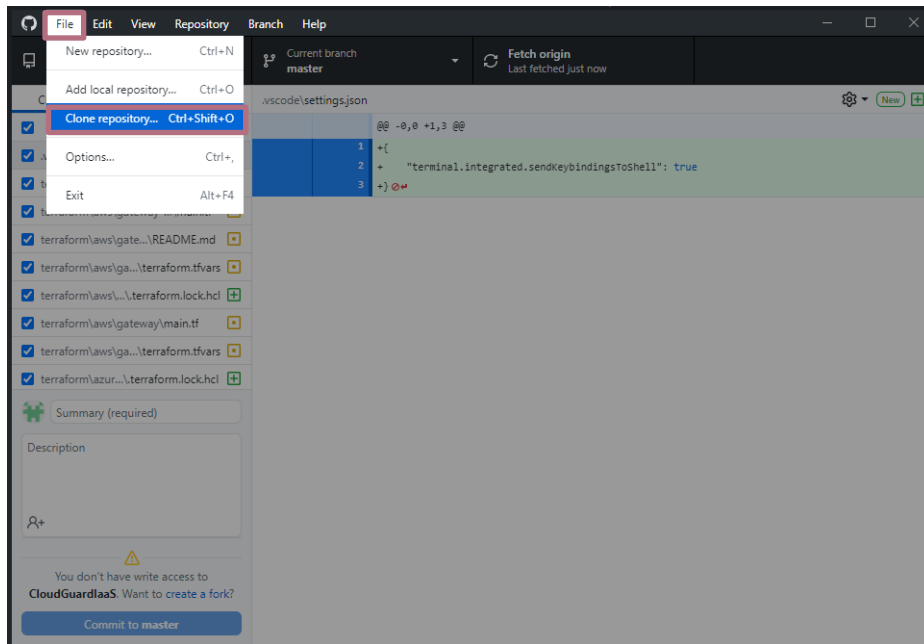 File Edit View Repository Branch Help
New repository... Ctrl+N
Add local repository... Ctrl+O
Clone repository... Ctrl+Shift+O
Options... Ctrl+,
Exit Alt+F4
Current branch
master
Fetch origin
Last fetched just now
.vscode\settings.json
New
@@ -0,0 +1,3 @@
1 +{
2 + "terminal.integrated.sendKeybindingsToShell": true
3 +}
terraform\aws\gate...\README.md
terraform\aws\ga...\terraform.tfvars
terraform\aws\...\.terraform.lock.hcl
terraform\aws\gateway\main.tf
terraform\aws\ga...\terraform.tfvars
terraform\azur...\.terraform.lock.hcl
Summary (required)
Description
You don't have write access to
CloudGuardIaaS. Want to create a fork?
Commit to master